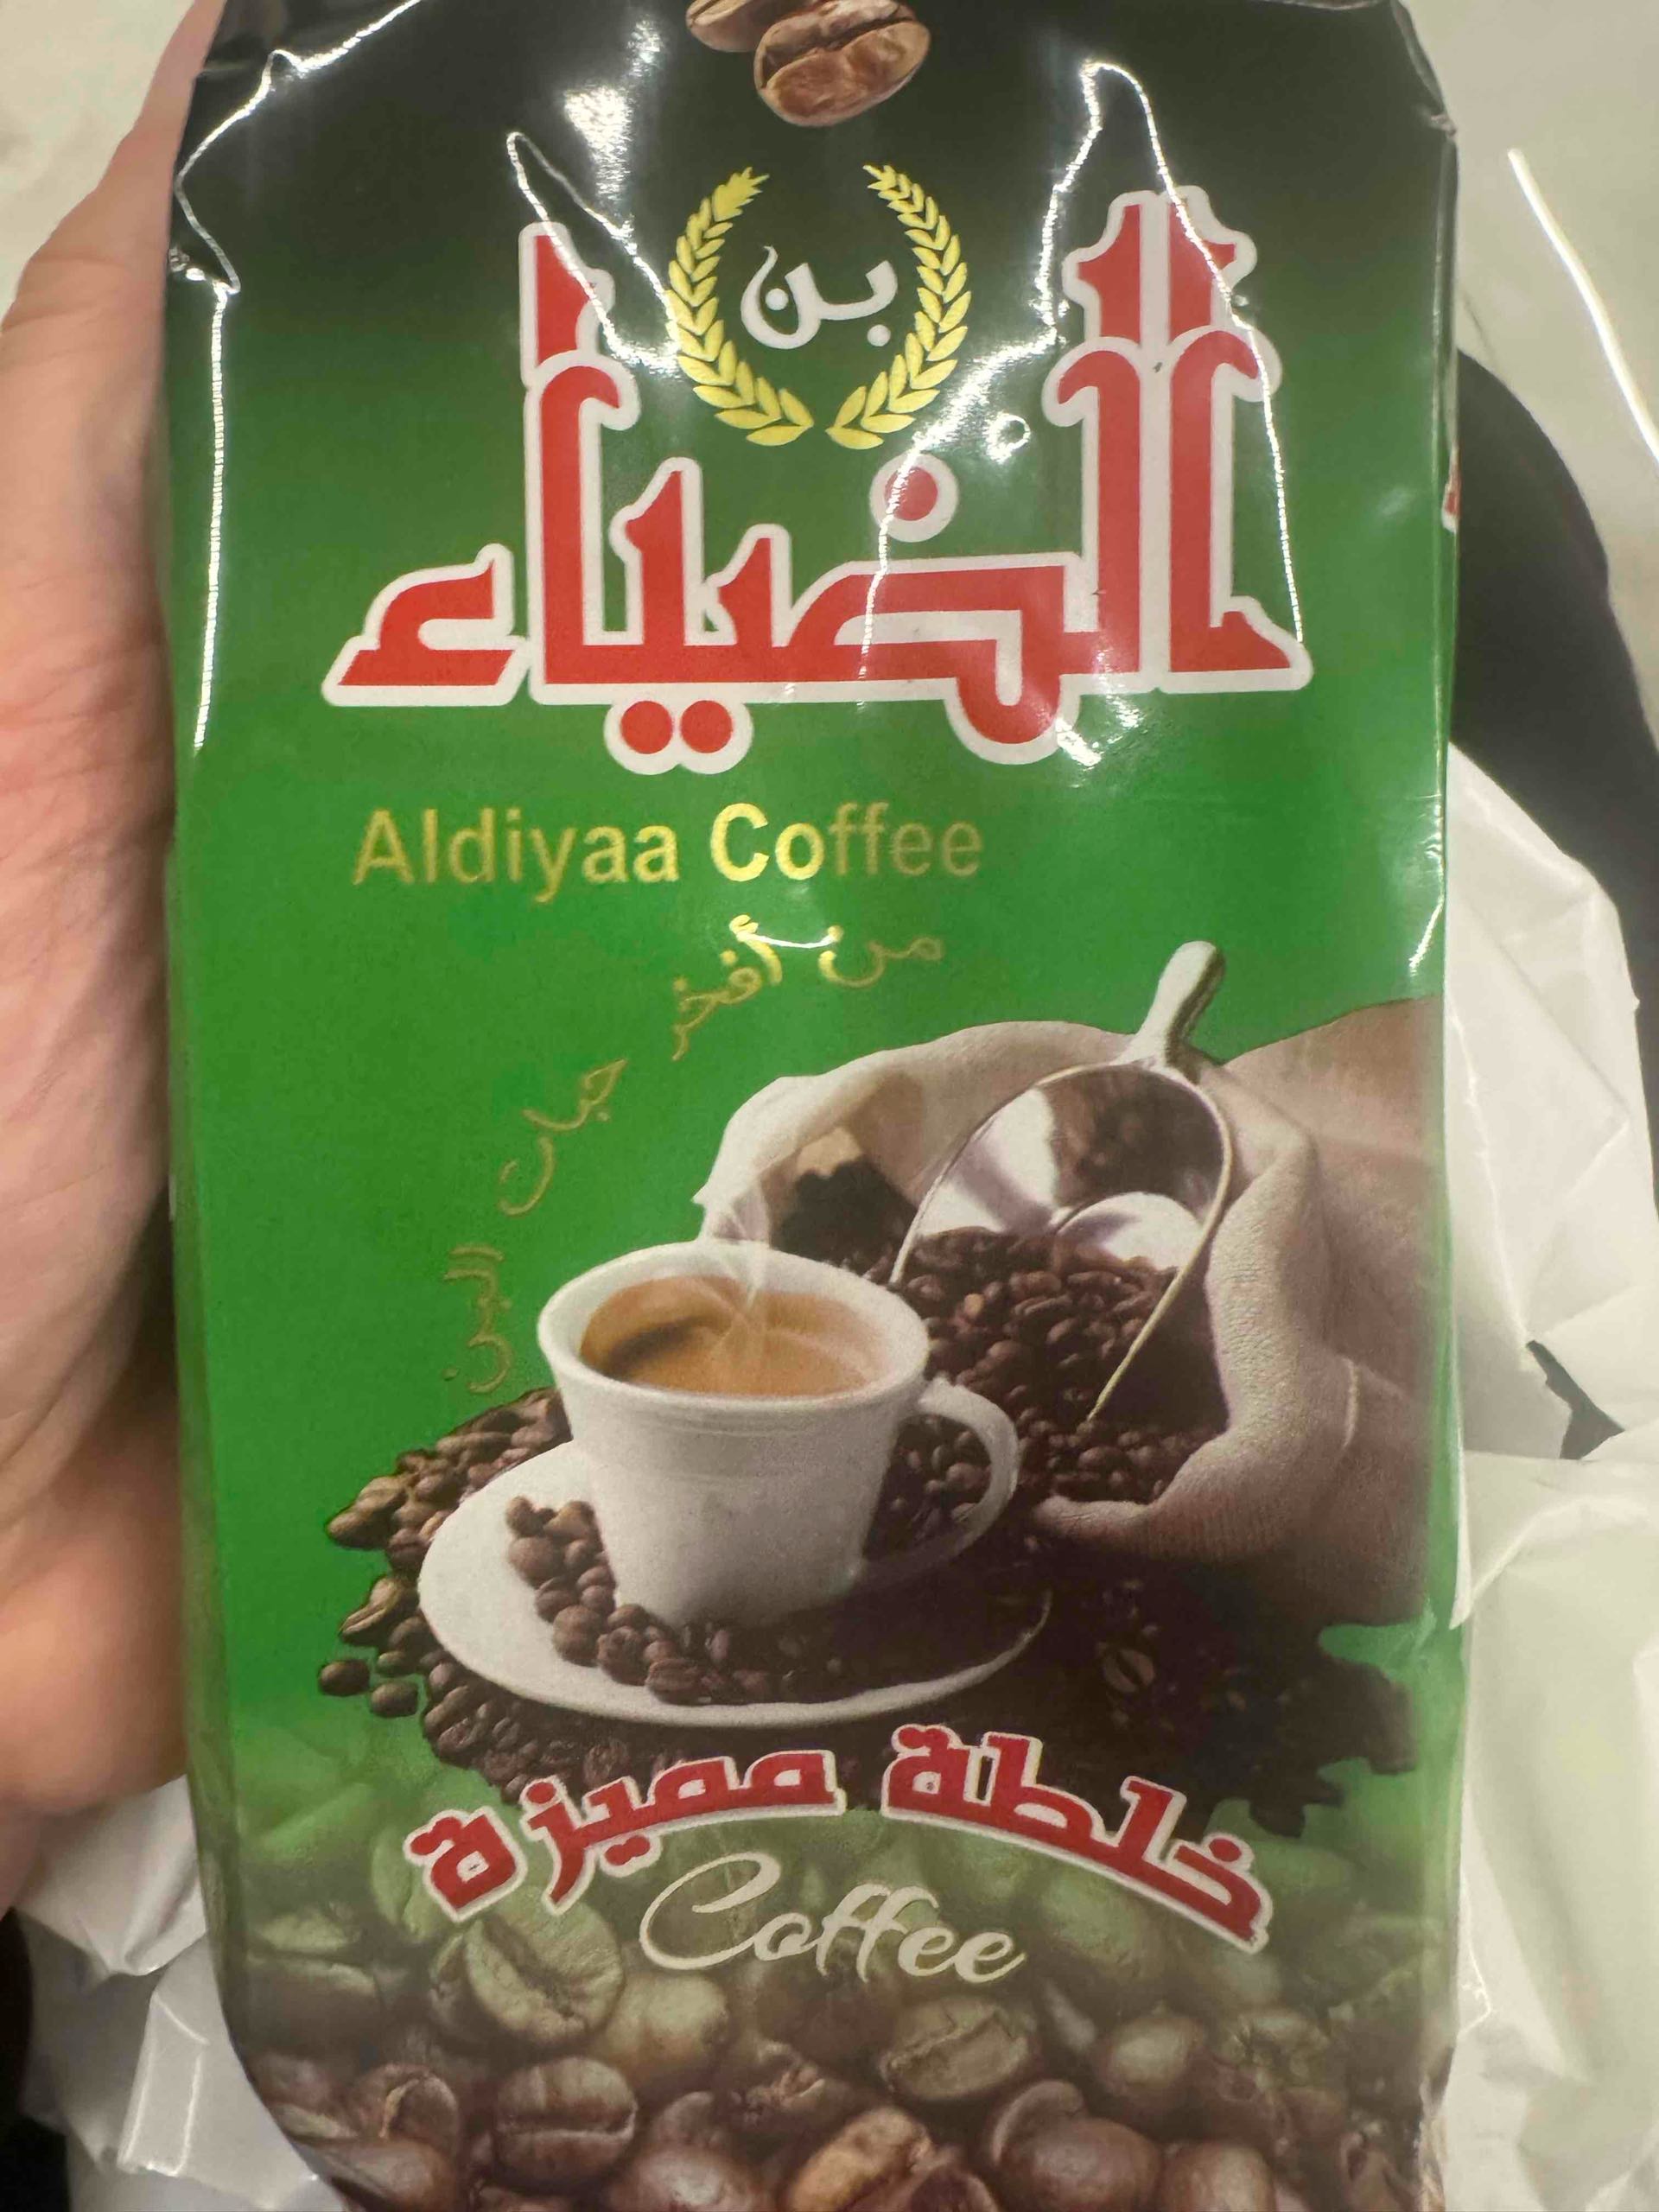 بن
الضياء
Aldiyaa Coffee
من أفخر حبات البن
خلطة مميزة
Coffee